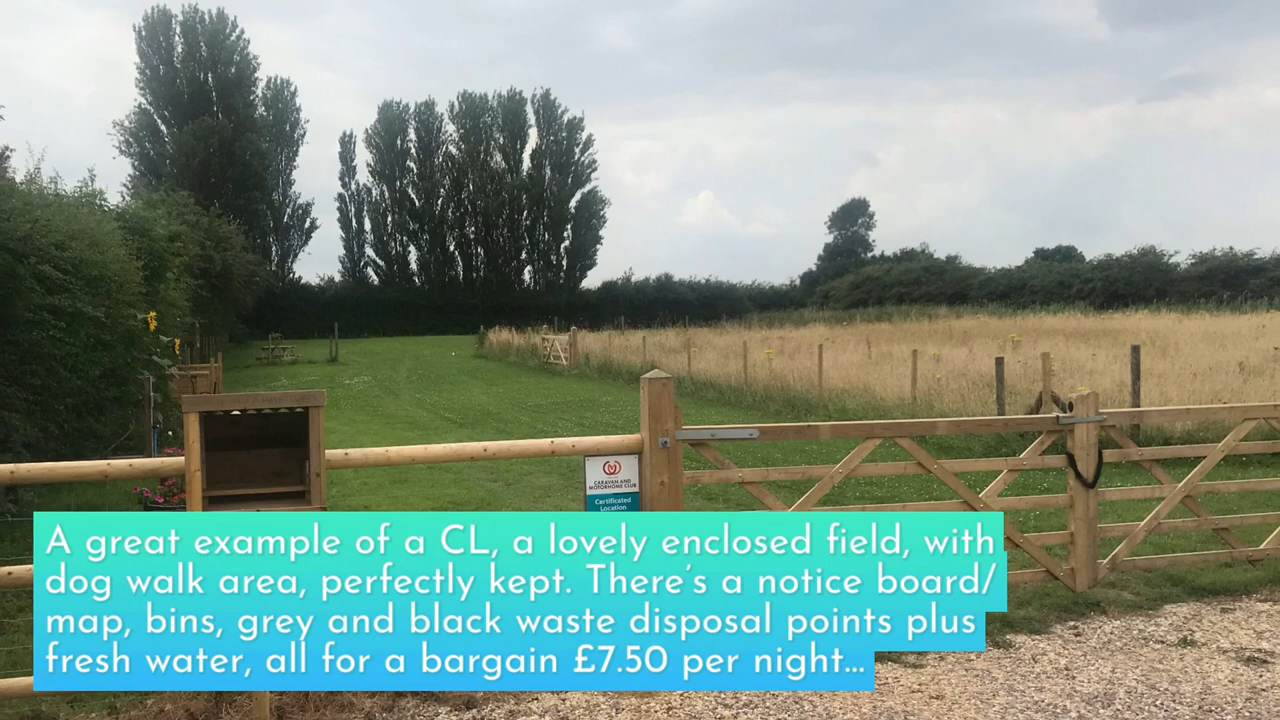 CARAVAN AND
MOTORHOME CLUB
Certificated
Location
A great example of a CL, a lovely enclosed field, with
dog walk area, perfectly kept. There's a notice board/
map, bins, grey and black waste disposal points plus
fresh water, all for a bargain £7.50 per night...